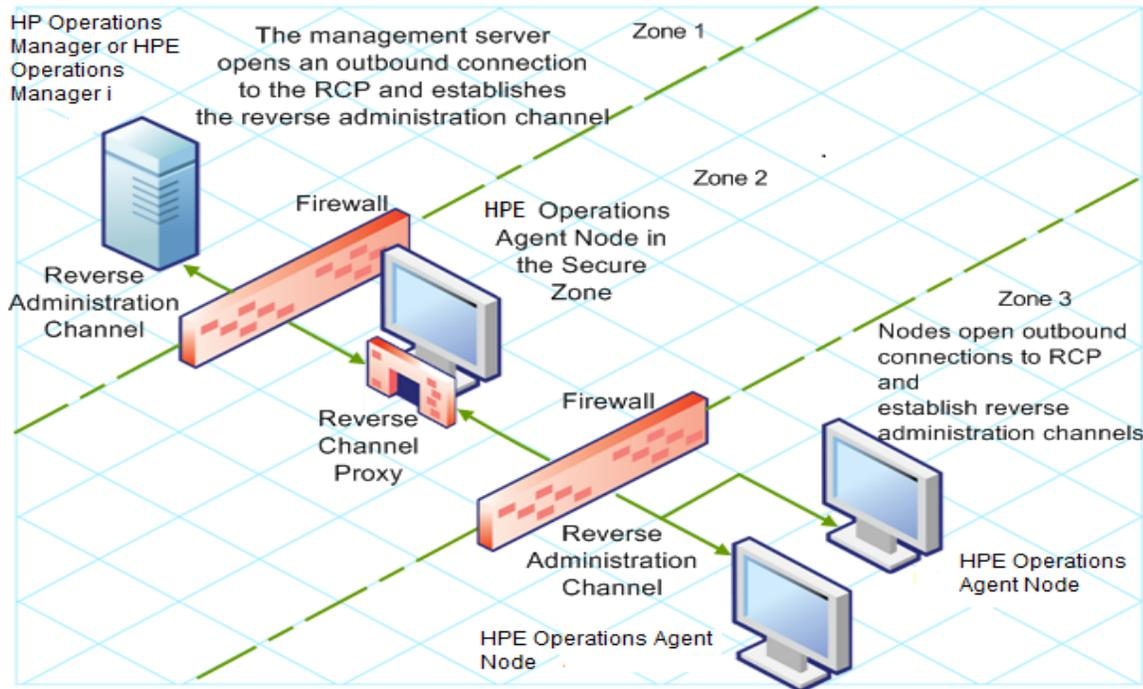 HP Operations
Manager or HPE
Operations
Manager i
The management server
opens an outbound connection
to the RCP and establishes
the reverse administration channel
Zone 1
Zone 2
Firewall
HPE Operations
Agent Node in
the Secure
Zone
Reverse
Administration
Channel
Zone 3
Nodes open outbound
connections to RCP
and
establish reverse
administration channels
Firewall
Reverse
Channel
Proxy
Reverse
Administration
Channel
HPE Operations
Agent Node
HPE Operations Agent
Node